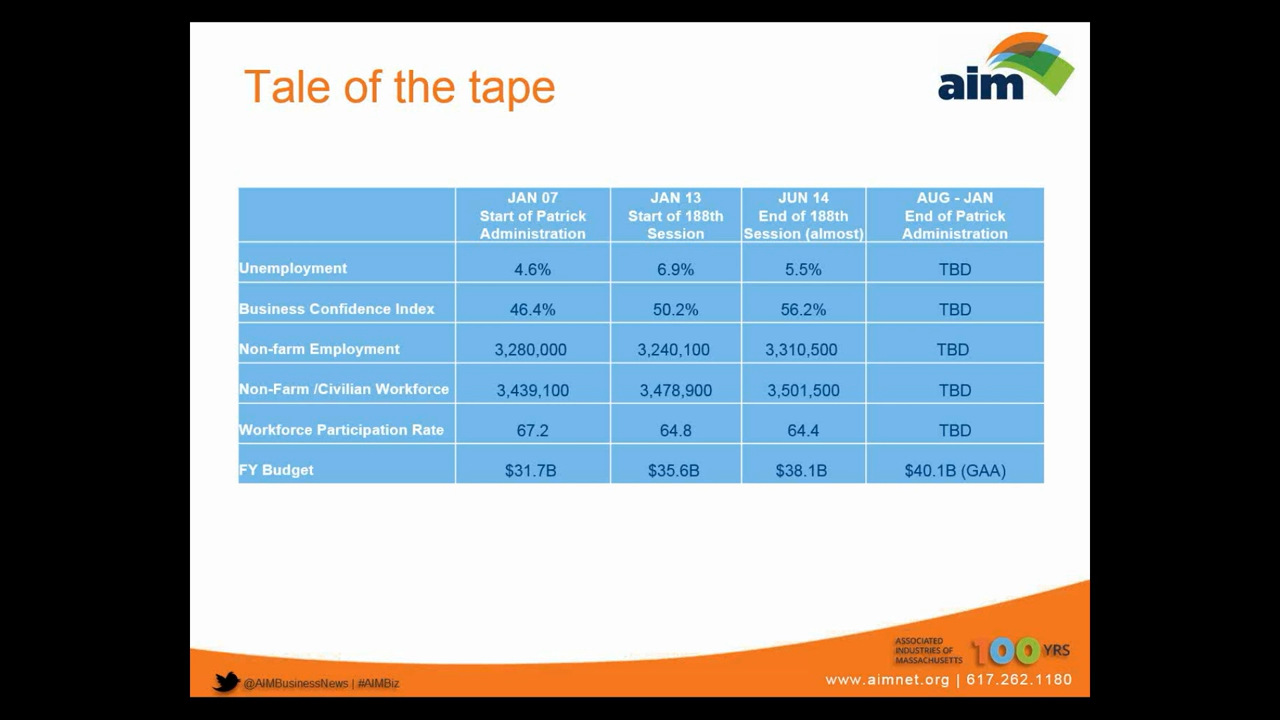 Tale of the tape
aim
JAN 07
Start of Patrick
Administration
JAN 13
Start of 188th
Session
JUN 14
End of 188th
Session (almost)
AUG - JAN
End of Patrick
Administration
Unemployment 4.6% 6.9% 5.5% TBD
Business Confidence Index 46.4% 50.2% 56.2% TBD
Non-farm Employment 3,280,000 3,240,100 3,310,500 TBD
Non-Farm /Civilian Workforce 3,439,100 3,478,900 3,501,500 TBD
Workforce Participation Rate 67.2 64.8 64.4 TBD
FY Budget $31.7B $35.6B $38.1B $40.1B (GAA)
ASSOCIATED
INDUSTRIES OF
MASSACHUSETTS
100 YRS
@AIMBusinessNews | #AIMBiz
www.aimnet.org | 617.262.1180